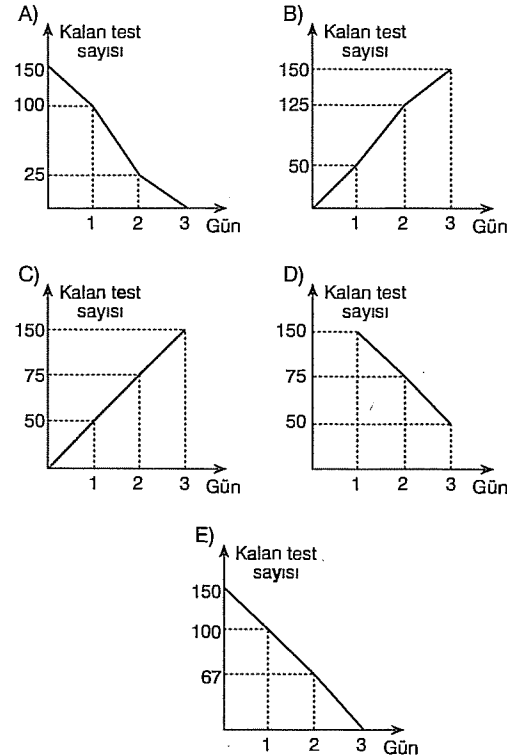 A)
Kalan test
sayısı
150
100
25
1 2 3 Gün
B)
Kalan test
sayısı
150
125
50
1 2 3 Gün
C)
Kalan test
sayısı
150
75
50
1 2 3 Gün
D)
Kalan test
sayısı
150
75
50
1 2 3 Gün
E)
Kalan test
sayısı
150
100
67
1 2 3 Gün